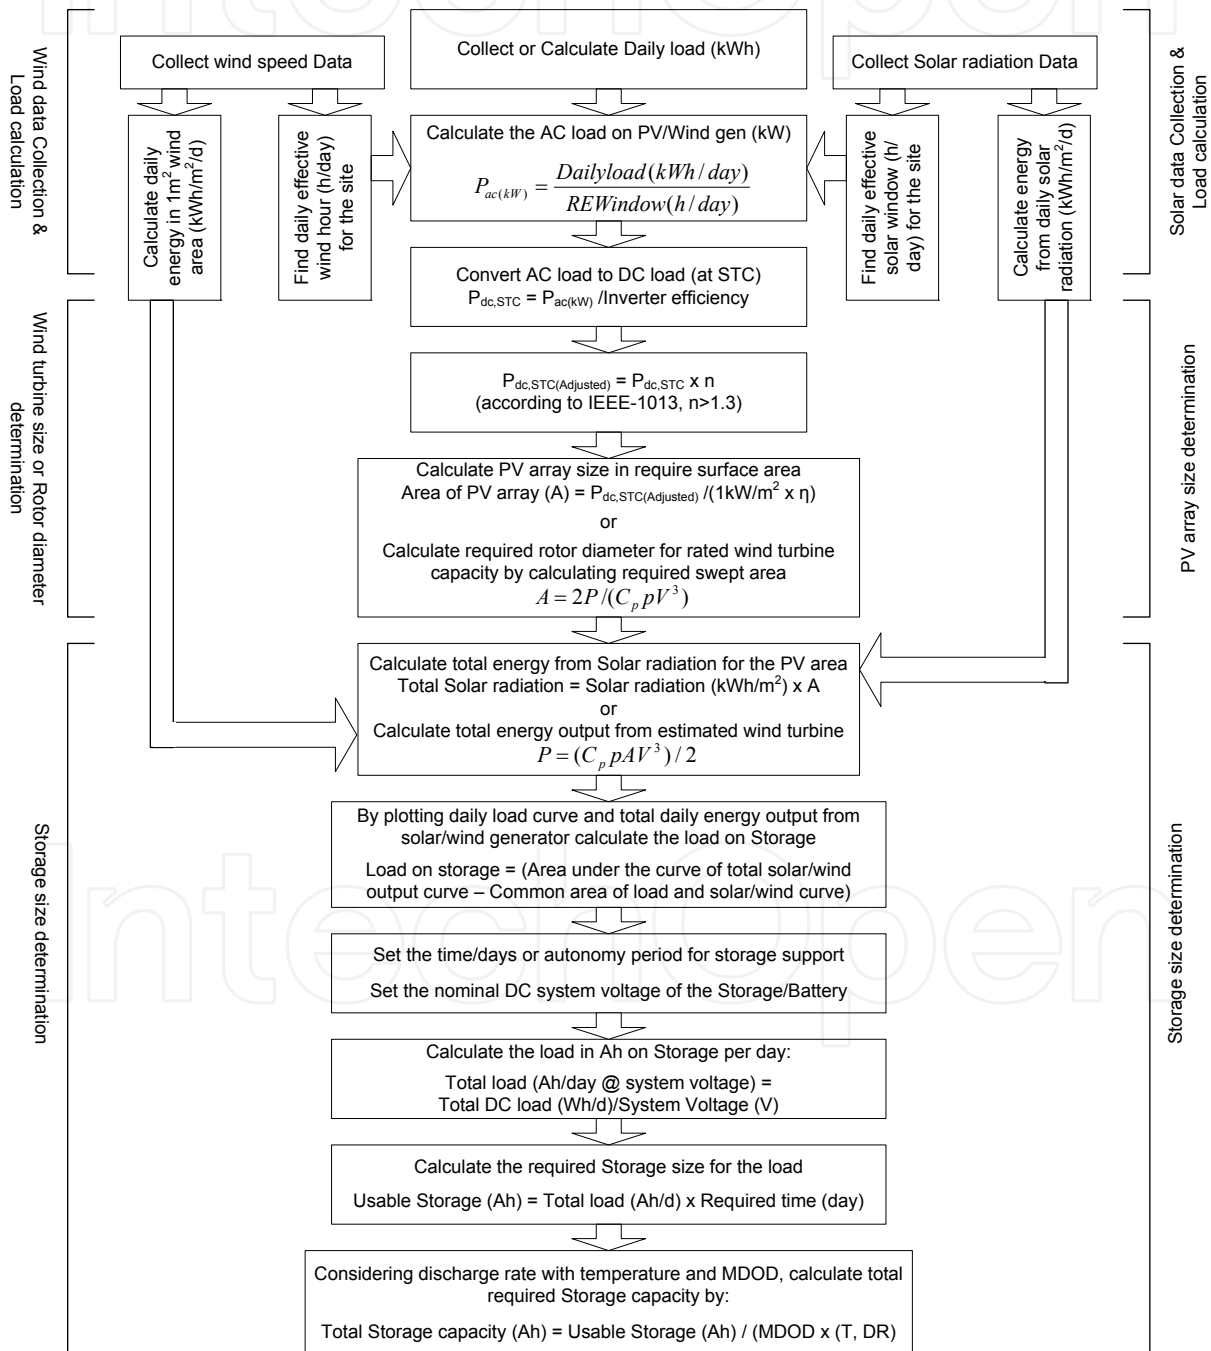 Collect or Calculate Daily load (kWh)
Collect wind speed Data
Collect Solar radiation Data
Wind data Collection &
Load calculation
Solar data Collection &
Load calculation
Calculate daily
energy in 1m² wind
area (kWh/m²/d)
Find daily effective
wind hour (h/day)
for the site
Calculate the AC load on PV/Wind gen (kW)
P_ac(kW) = Dailyload(kWh/day) / REWindow(h/day)
Find daily effective
solar window (h/
day) for the site
Calculate energy
from daily solar
radiation (kWh/m²/d)
Convert AC load to DC load (at STC)
P_dc,STC = P_ac(kW) /Inverter efficiency
Wind turbine size or Rotor diameter
determination
PV array size determination
P_dc,STC(Adjusted) = P_dc,STC x n
(according to IEEE-1013, n>1.3)
Calculate PV array size in require surface area
Area of PV array (A) = P_dc,STC(Adjusted) /(1kW/m² x η)
or
Calculate required rotor diameter for rated wind turbine
capacity by calculating required swept area
A = 2P/(C_p pV³)
Calculate total energy from Solar radiation for the PV area
Total Solar radiation = Solar radiation (kWh/m²) x A
or
Calculate total energy output from estimated wind turbine
P = (C_p pAV³)/2
Storage size determination
Storage size determination
By plotting daily load curve and total daily energy output from
solar/wind generator calculate the load on Storage
Load on storage = (Area under the curve of total solar/wind
output curve – Common area of load and solar/wind curve)
Set the time/days or autonomy period for storage support
Set the nominal DC system voltage of the Storage/Battery
Calculate the load in Ah on Storage per day:
Total load (Ah/day @ system voltage) =
Total DC load (Wh/d)/System Voltage (V)
Calculate the required Storage size for the load
Usable Storage (Ah) = Total load (Ah/d) x Required time (day)
Considering discharge rate with temperature and MDOD, calculate total
required Storage capacity by:
Total Storage capacity (Ah) = Usable Storage (Ah) / (MDOD x (T, DR)
IntechOpen